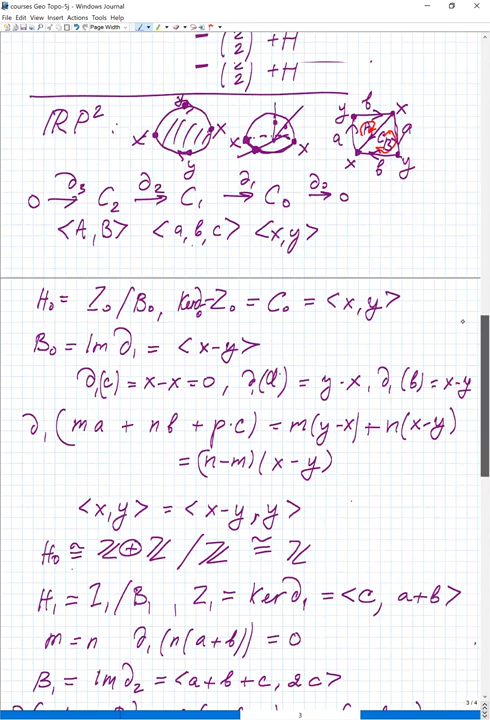 courses Geo Topo-5j - Windows Journal
File Edit View Insert Actions Tools Help
Page Width
= (2 2) + H
= (2 2) + H
RP²:
y x x y
x x
y b x a a A C B x b y
0 →∂₃ C₂ →∂₂ C₁ →∂₁ C₀ →∂₀ 0
<A, B> <a, b, c> <x, y>
H₀ = Z₀/B₀, Ker∂₀ = Z₀ = C₀ = <x, y>
B₀ = Im ∂₁ = <x-y>
∂₁(c) = x-x = 0, ∂₁(a) = y-x, ∂₁(b) = x-y
∂₁(ma + nb + p·c) = m(y-x) + n(x-y)
= (n-m)(x-y)
<x, y> = <x-y, y>
H₀ ≅ ℤ⊕ℤ/ℤ ≅ ℤ
H₁ = Z₁/B₁, Z₁ = Ker∂₁ = <c, a+b>
m = n ∂₁(n(a+b)) = 0
B₁ = Im ∂₂ = <a+b+c, 2c>
3 / 4
3